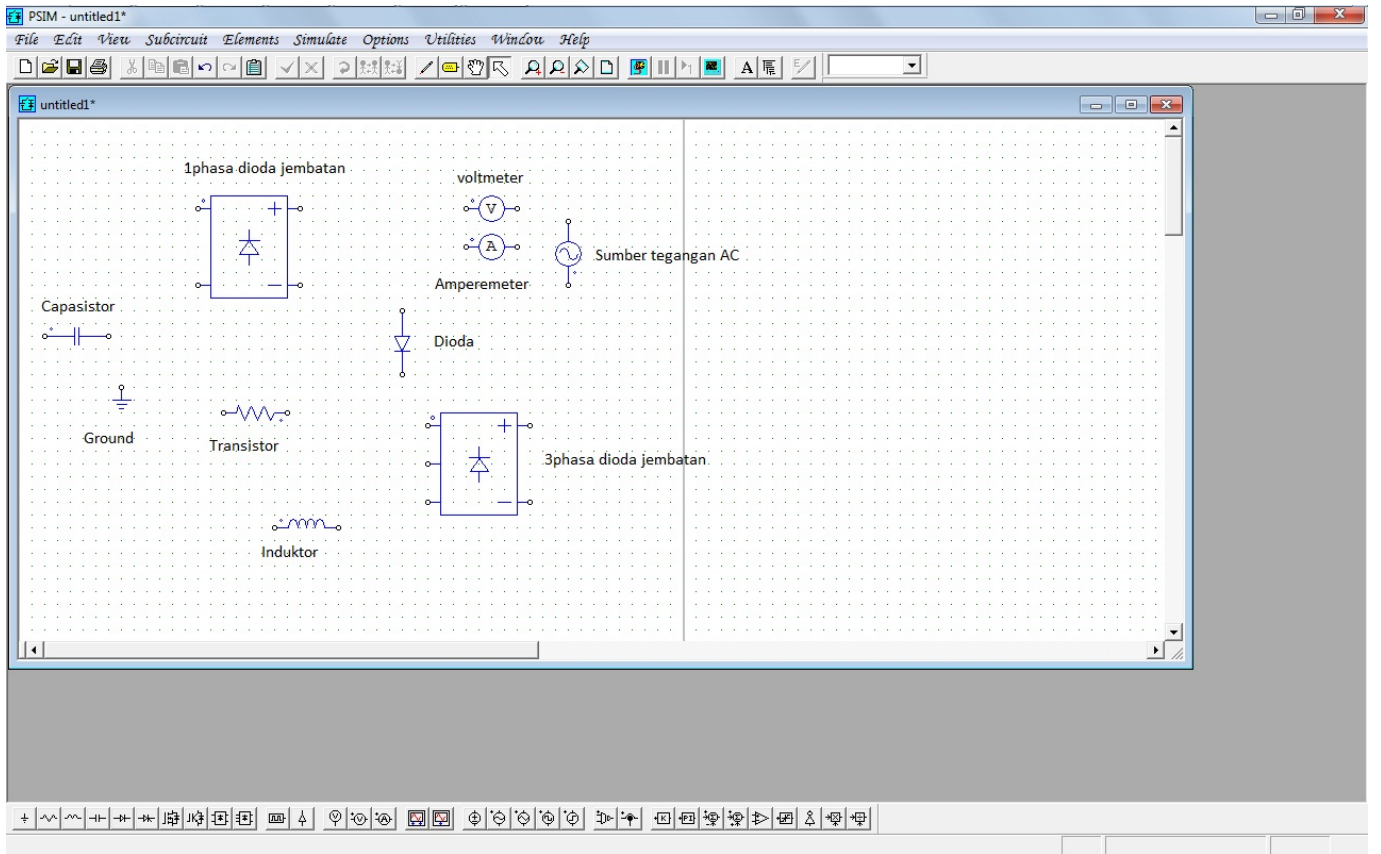 PSIM - untitled1*
File Edit View Subcircuit Elements Simulate Options Utilities Window Help
untitled1*
1phasa dioda jembatan
voltmeter
V
A
Sumber tegangan AC
Amperemeter
Capasistor
Dioda
Ground
Transistor
3phasa dioda jembatan
Induktor